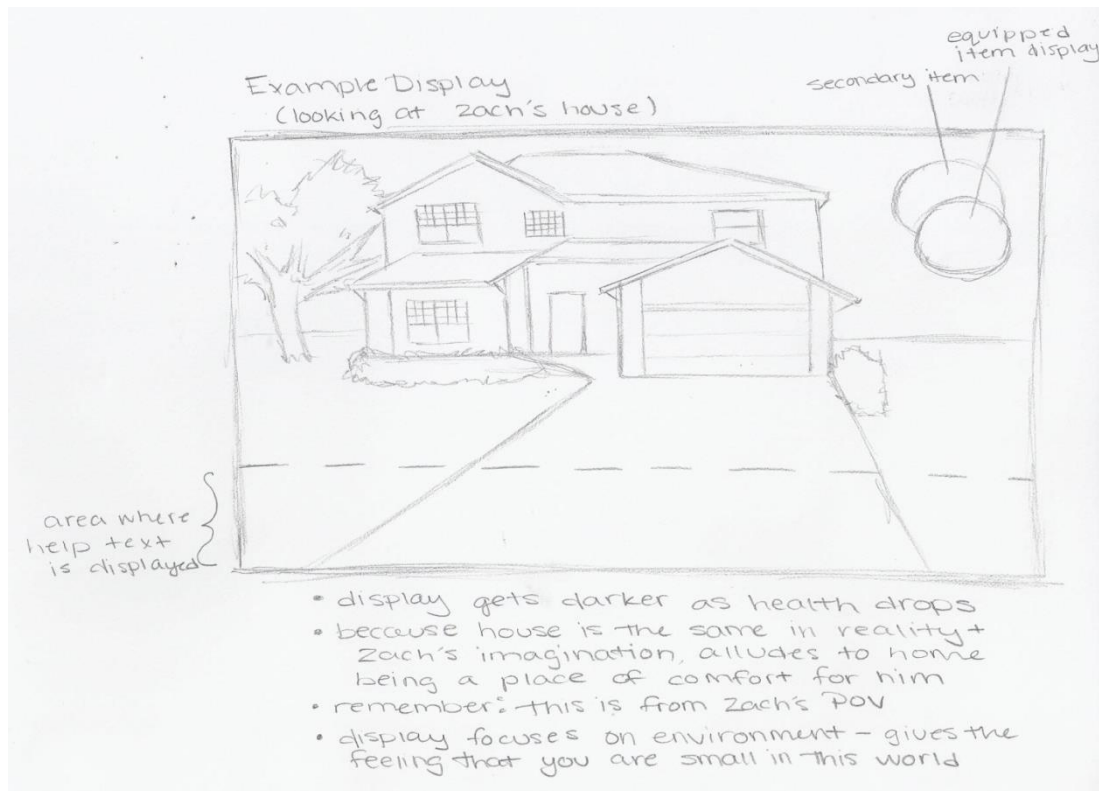 equipped
item display
secondary item
Example Display
(looking at Zach's house)
area where
help text
is displayed
• display gets darker as health drops
• because house is the same in reality +
Zach's imagination, alludes to home
being a place of comfort for him
• remember: this is from Zach's POV
• display focuses on environment - gives the
feeling that you are small in this world